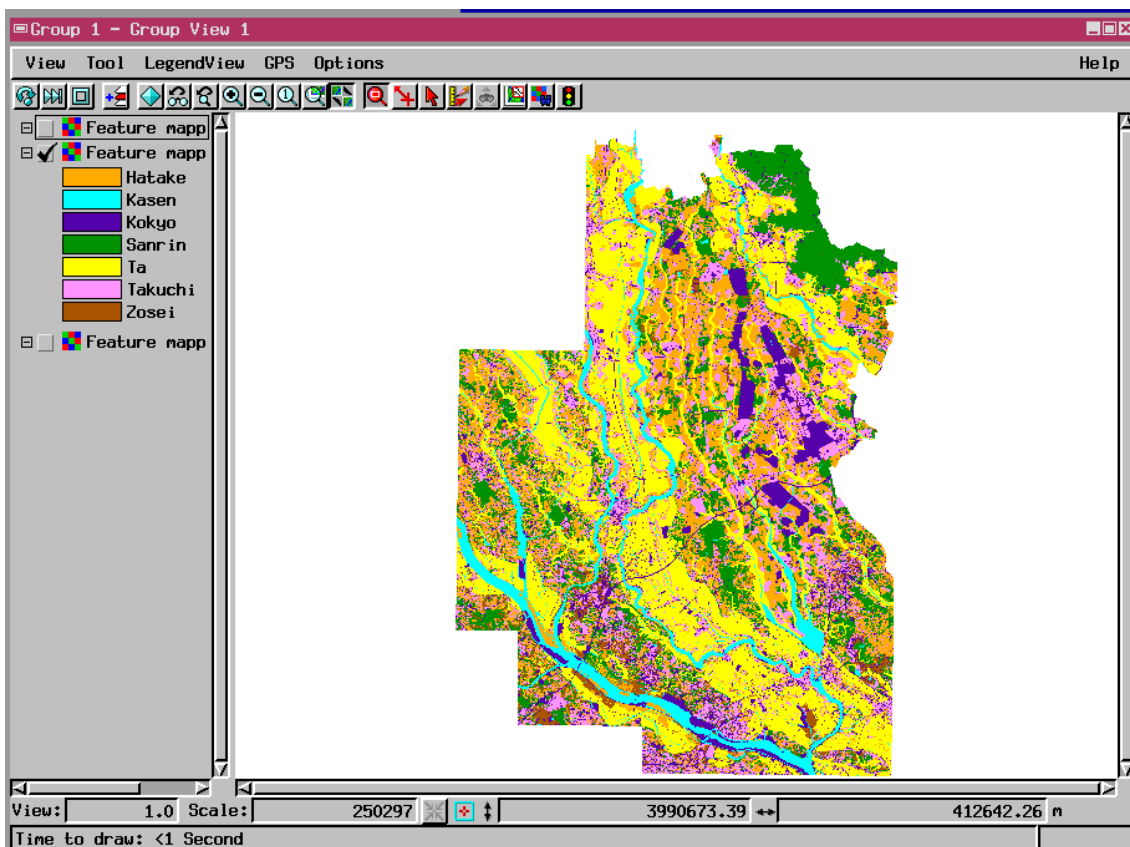 Group 1 - Group View 1
View Tool LegendView GPS Options Help
Feature mapp
Feature mapp
Hatake
Kasen
Kokyo
Sanrin
Ta
Takuchi
Zosei
Feature mapp
View: 1.0 Scale: 250297 3990673.39 412642.26 m
Time to draw: <1 Second